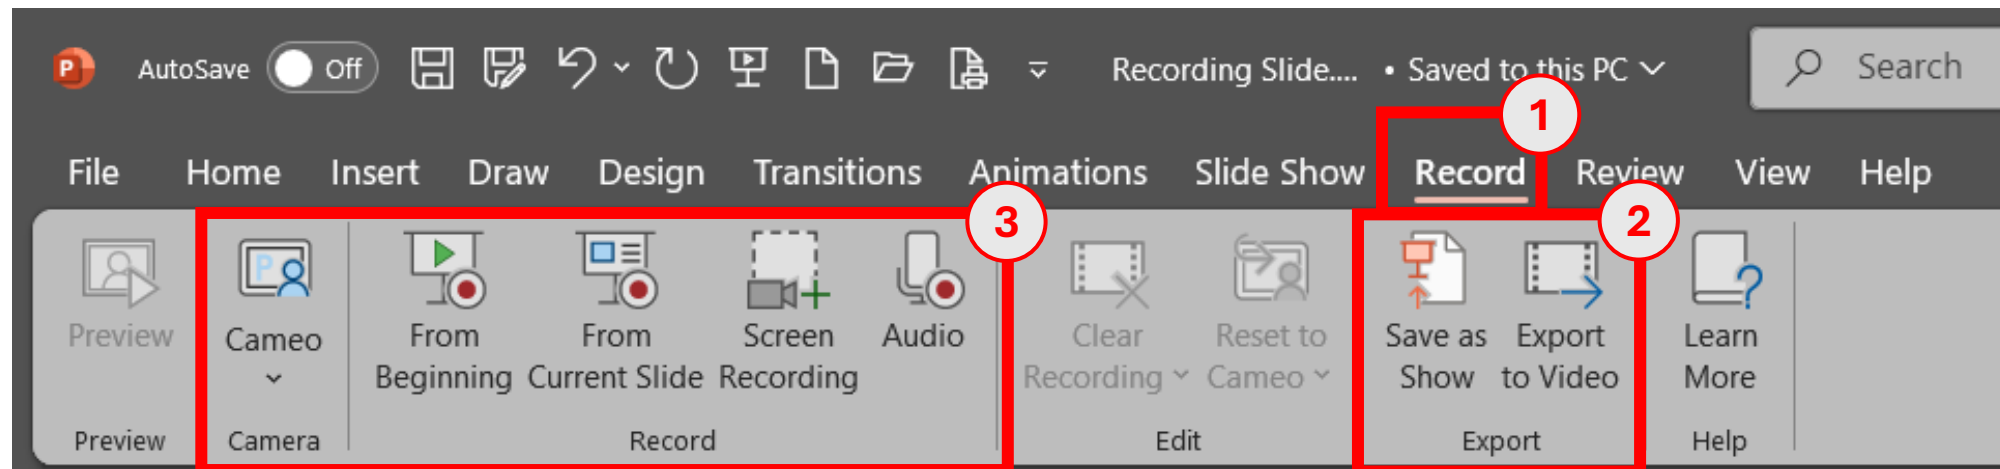 P AutoSave Off Recording Slide.... • Saved to this PC Search
1
File Home Insert Draw Design Transitions Animations Slide Show Record Review View Help
3
2
Preview
Cameo
From
Beginning
From
Current Slide
Screen
Recording
Audio
Clear
Recording
Reset to
Cameo
Save as
Show
Export
to Video
Learn
More
Preview Camera Record Edit Export Help